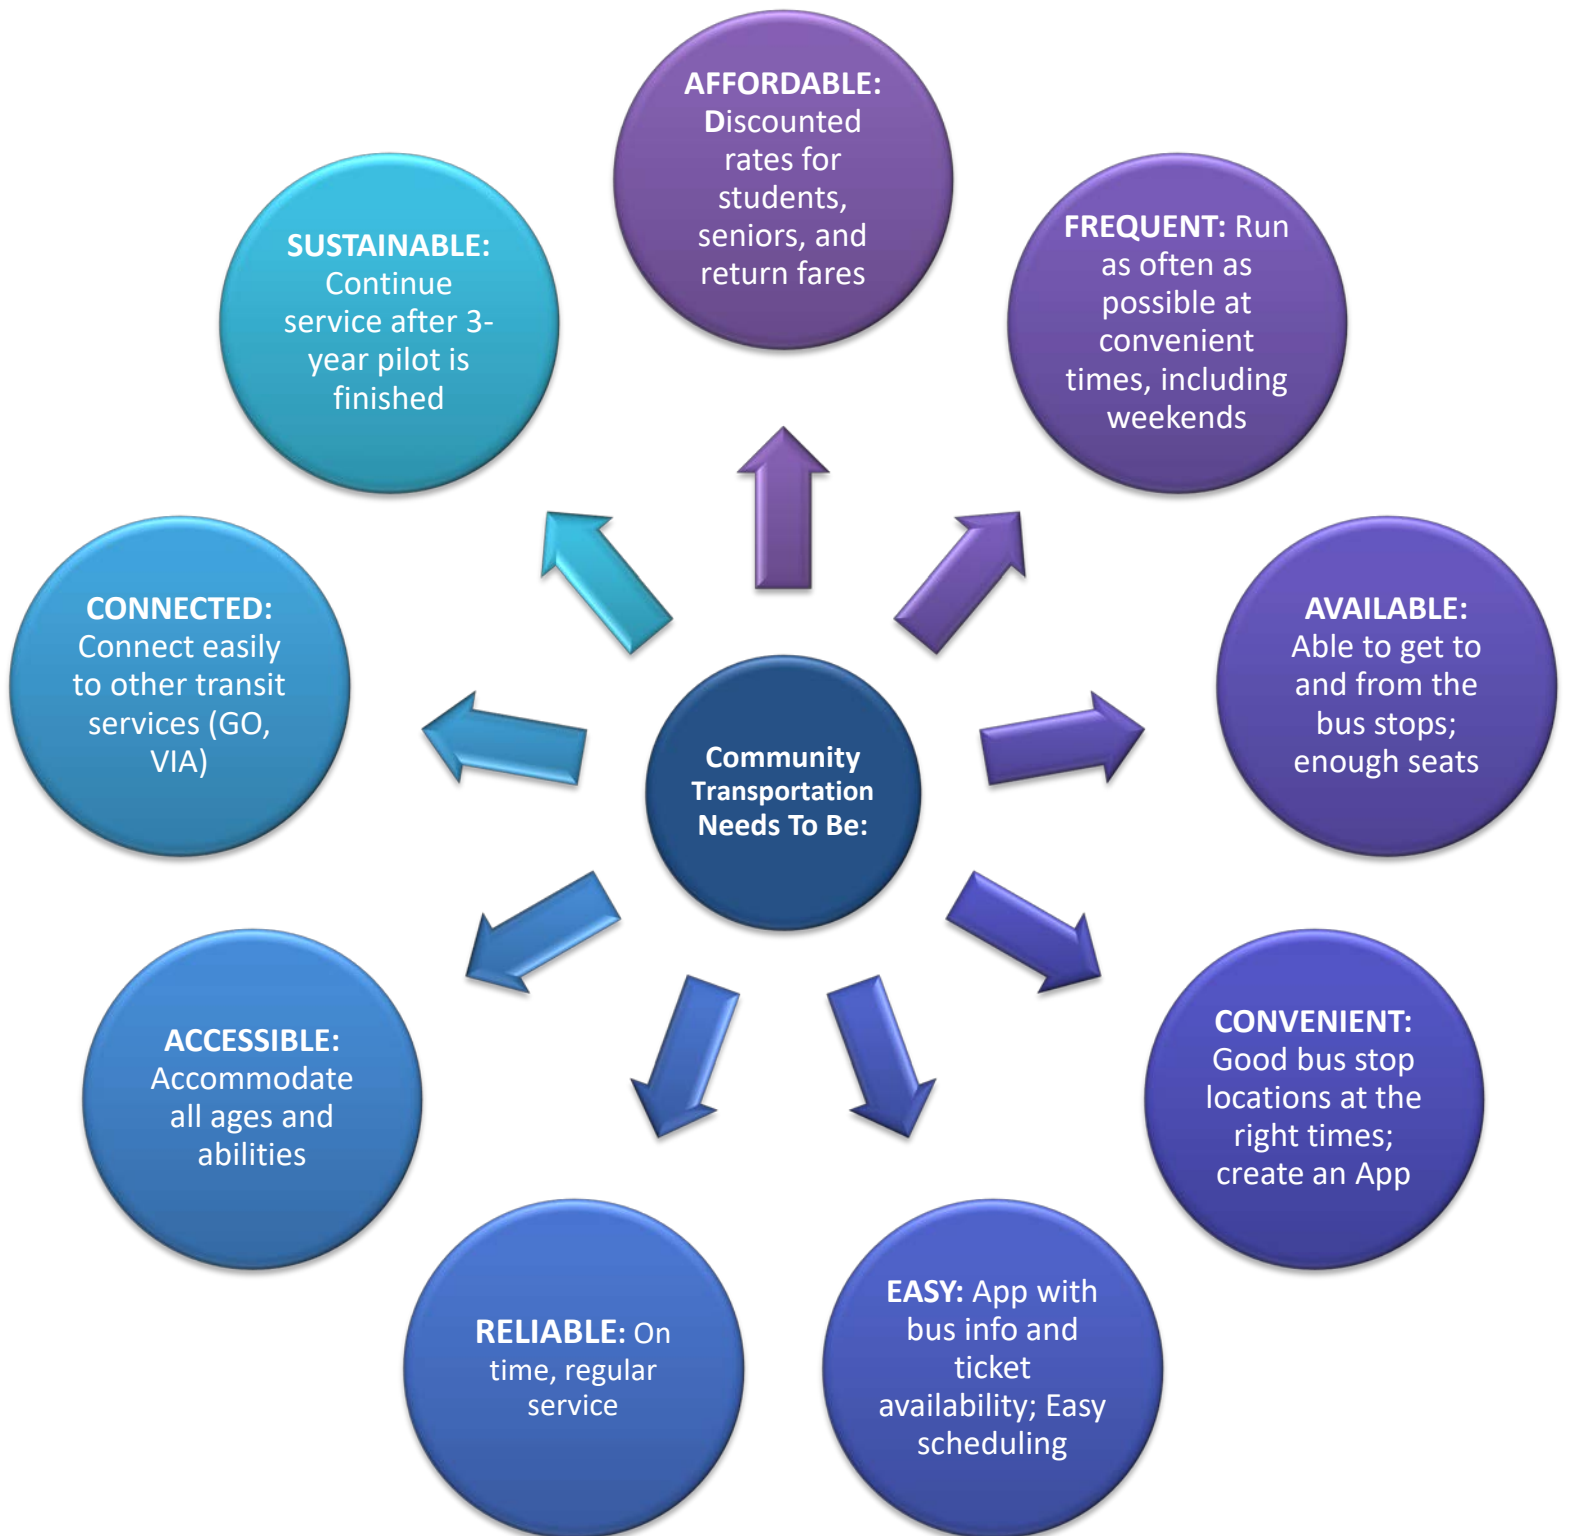 Community
Transportation
Needs To Be:
AFFORDABLE:
Discounted
rates for
students,
seniors, and
return fares
FREQUENT: Run
as often as
possible at
convenient
times, including
weekends
AVAILABLE:
Able to get to
and from the
bus stops;
enough seats
CONVENIENT:
Good bus stop
locations at the
right times;
create an App
EASY: App with
bus info and
ticket
availability; Easy
scheduling
RELIABLE: On
time, regular
service
ACCESSIBLE:
Accommodate
all ages and
abilities
CONNECTED:
Connect easily
to other transit
services (GO,
VIA)
SUSTAINABLE:
Continue
service after 3-
year pilot is
finished